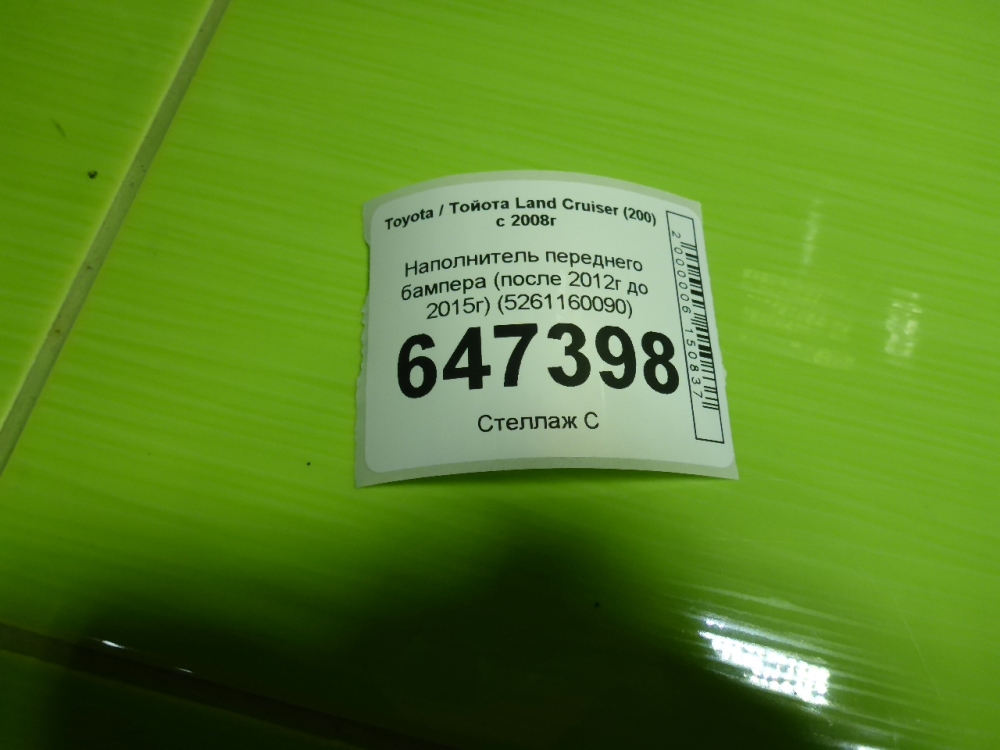 Toyota / Тойота Land Cruiser (200)
с 2008г
Наполнитель переднего
бампера (после 2012г до
2015г) (5261160090)
647398
Стеллаж С
2000006150837